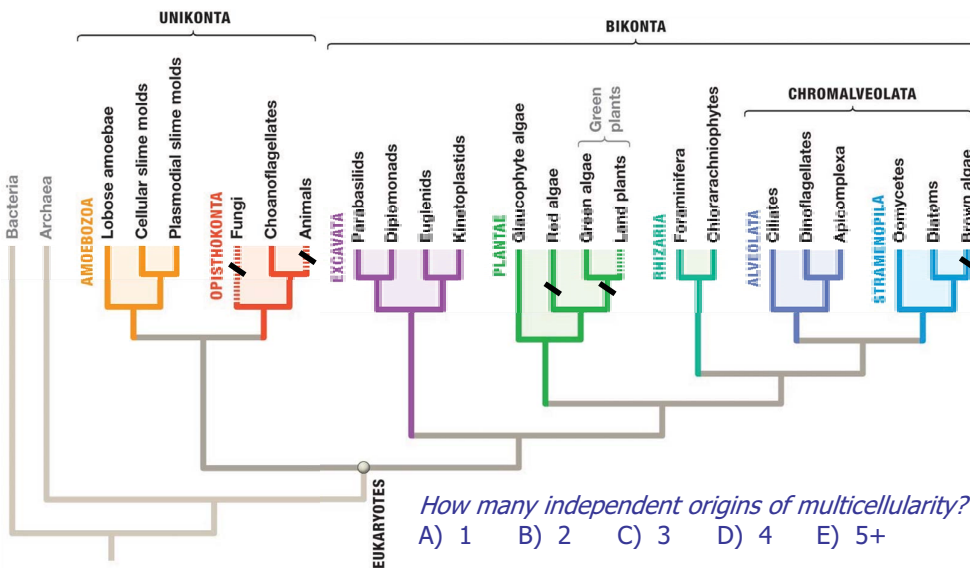 UNIKONTA
BIKONTA
CHROMALVEOLATA
Green
plants
Bacteria
Archaea
AMOEBOZOA
Lobose amoebae
Cellular slime molds
Plasmodial slime molds
OPISTHOKONTA
Fungi
Choanoflagellates
Animals
EXCAVATA
Parabasilids
Diplomonads
Euglenids
Kinetoplastids
PLANTAE
Glaucophyte algae
Red algae
Green algae
Land plants
RHIZARIA
Foraminifera
Chlorarachniophytes
ALVEOLATA
Ciliates
Dinoflagellates
Apicomplexa
STRAMENOPILA
Oomycetes
Diatoms
Brown algae
EUKARYOTES
How many independent origins of multicellularity?
A) 1 B) 2 C) 3 D) 4 E) 5+